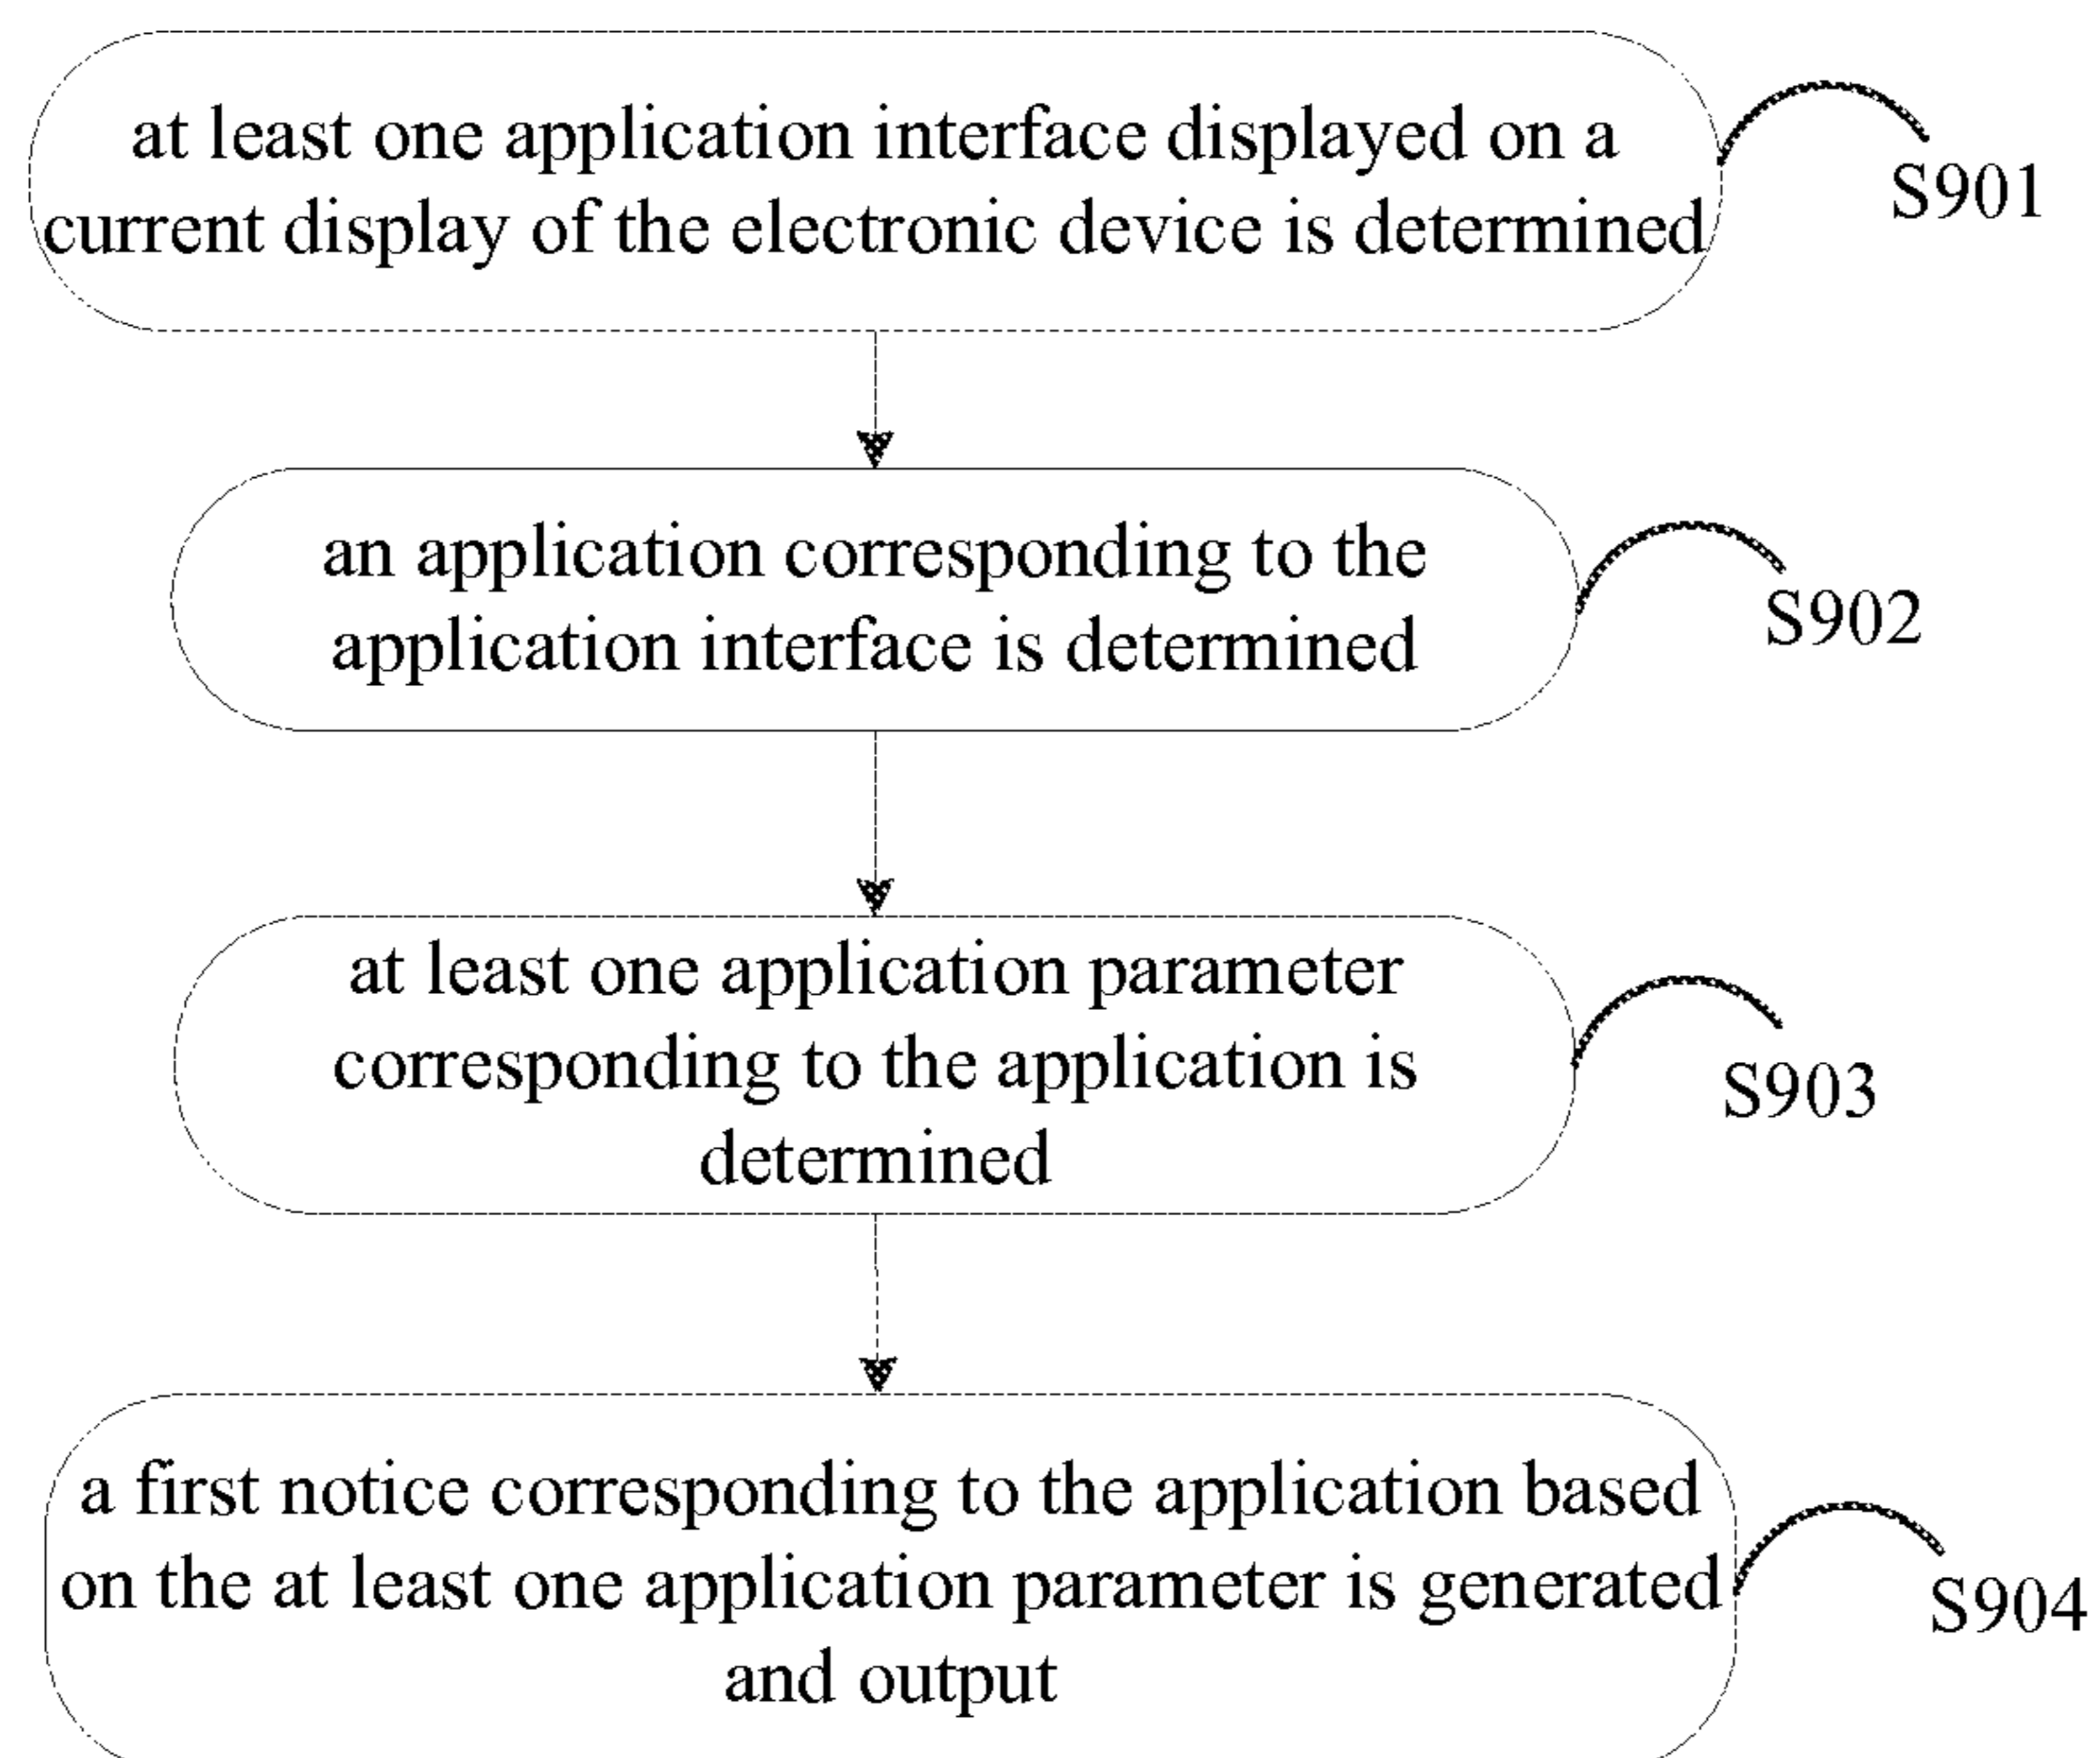 at least one application interface displayed on a
current display of the electronic device is determined
S901
an application corresponding to the
application interface is determined
S902
at least one application parameter
corresponding to the application is
determined
S903
a first notice corresponding to the application based
on the at least one application parameter is generated
and output
S904